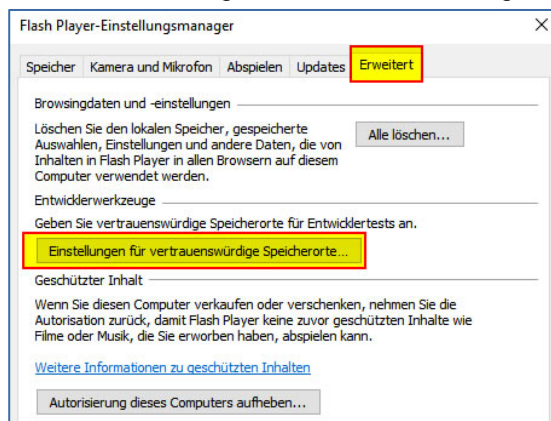 Flash Player-Einstellungsmanager
Speicher Kamera und Mikrofon Abspielen Updates Erweitert
Browsingdaten und -einstellungen
Löschen Sie den lokalen Speicher, gespeicherte
Auswahlen, Einstellungen und andere Daten, die von
Inhalten in Flash Player in allen Browsern auf diesem
Computer verwendet werden.
Alle löschen...
Entwicklerwerkzeuge
Geben Sie vertrauenswürdige Speicherorte für Entwicklertests an.
Einstellungen für vertrauenswürdige Speicherorte...
Geschützter Inhalt
Wenn Sie diesen Computer verkaufen oder verschenken, nehmen Sie die
Autorisation zurück, damit Flash Player keine zuvor geschützten Inhalte wie
Filme oder Musik, die Sie erworben haben, abspielen kann.
Weitere Informationen zu geschützten Inhalten
Autorisierung dieses Computers aufheben...